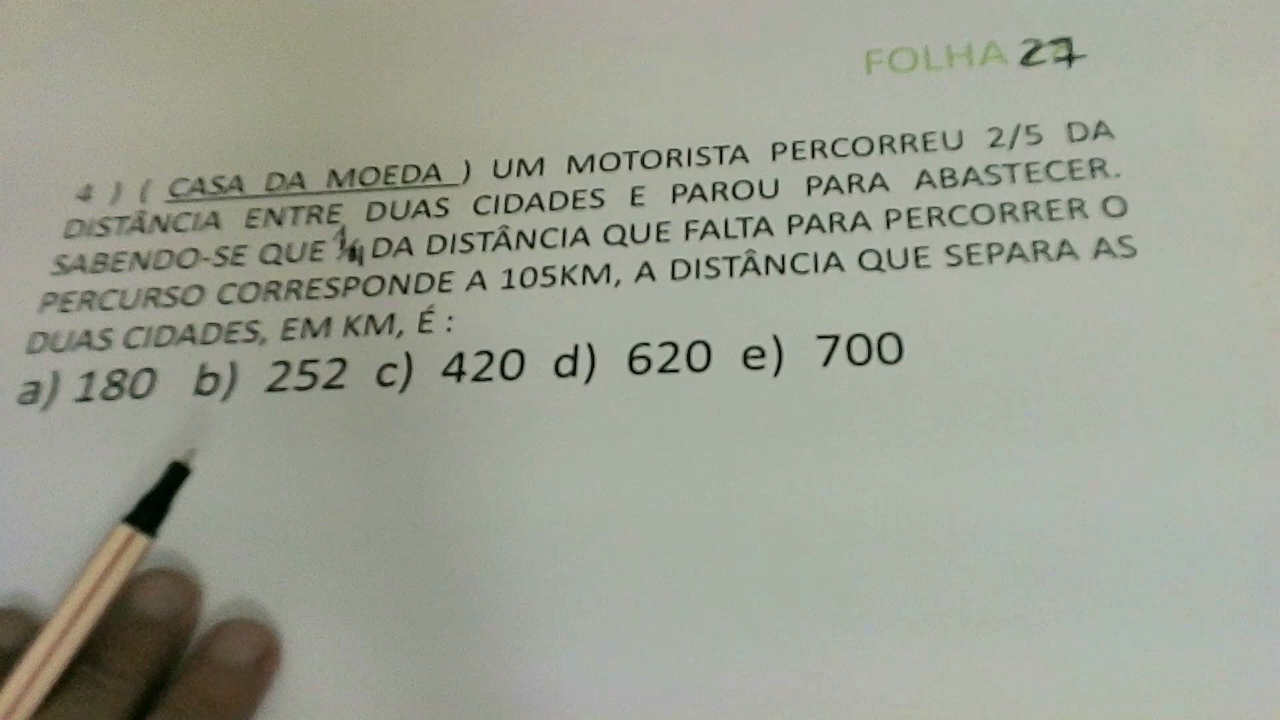 FOLHA 27
4 ) ( CASA DA MOEDA ) UM MOTORISTA PERCORREU 2/5 DA
DISTÂNCIA ENTRE DUAS CIDADES E PAROU PARA ABASTECER.
SABENDO-SE QUE 1/4 DA DISTÂNCIA QUE FALTA PARA PERCORRER O
PERCURSO CORRESPONDE A 105KM, A DISTÂNCIA QUE SEPARA AS
DUAS CIDADES, EM KM, É :
a) 180 b) 252 c) 420 d) 620 e) 700